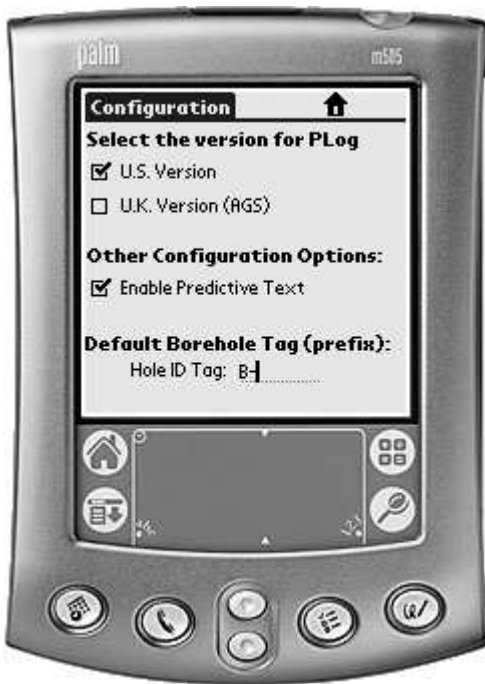 palm m505
Configuration
Select the version for PLog
U.S. Version
U.K. Version (AGS)
Other Configuration Options:
Enable Predictive Text
Default Borehole Tag (prefix):
Hole ID Tag: B-